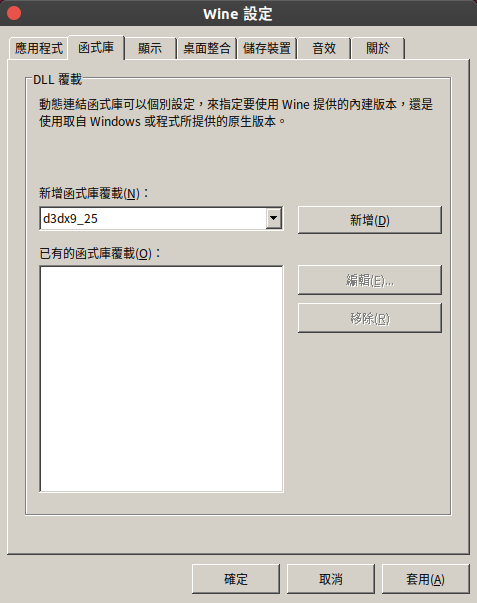 Wine 設定
應用程式 函式庫 顯示 桌面整合 儲存裝置 音效 關於
DLL 覆載
動態連結函式庫可以個別設定，來指定要使用 Wine 提供的內建版本，還是
使用取自 Windows 或程式所提供的原生版本。
新增函式庫覆載(N)：
d3dx9_25 新增(D)
已有的函式庫覆載(O)：
編輯(E)...
移除(R)
確定 取消 套用(A)